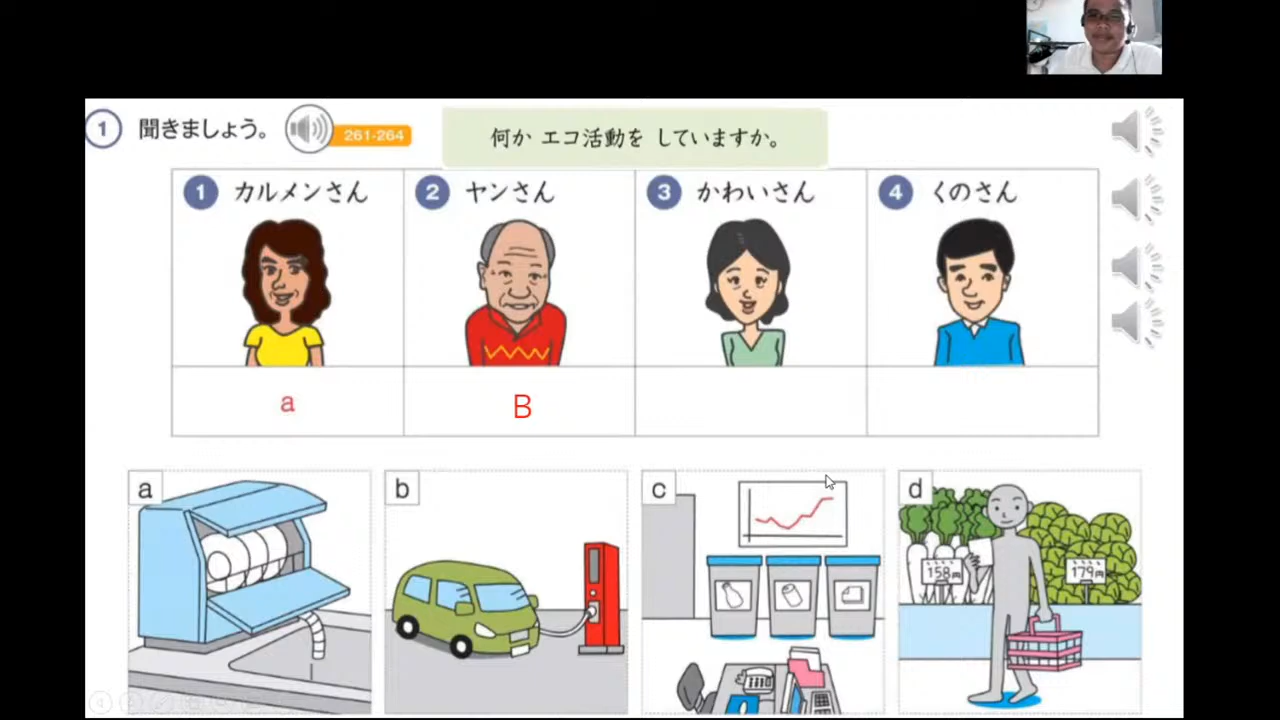 1 聞きましょう。 261-264
何か エコ活動を していますか。
1 カルメンさん
2 ヤンさん
3 かわいさん
4 くのさん
a
B
a
b
c
d
158円
179円